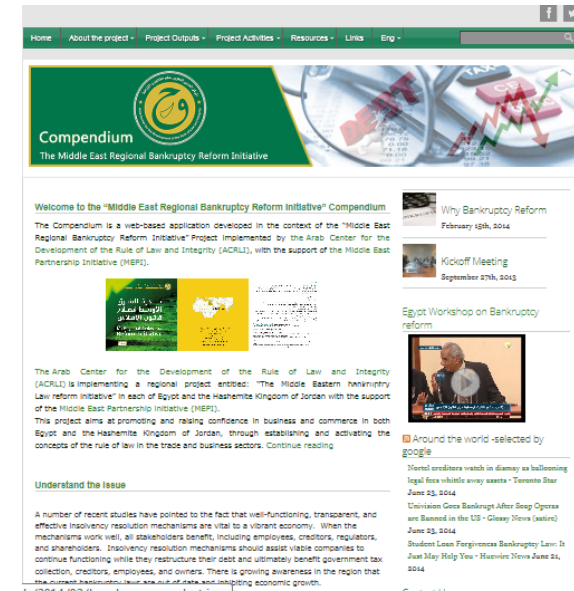 Home
About the project
Project Outputs
Project Activities
Resources
Links
Eng
Compendium
The Middle East Regional Bankruptcy Reform Initiative
DEBT
TAX
Welcome to the “Middle East Regional Bankruptcy Reform Initiative” Compendium
The Compendium is a web-based application developed in the context of the “Middle East
Regional Bankruptcy Reform Initiative” Project implemented by the Arab Center for the
Development of the Rule of Law and Integrity (ACRLI), with the support of the Middle East
Partnership Initiative (MEPI).
The Arab Center for the Development of the Rule of Law and Integrity
(ACRLI) is implementing a regional project entitled: “The Middle Eastern
Law reform initiative” in each of Egypt and the Hashemite Kingdom of Jordan with the support
of the Middle East Partnership Initiative (MEPI).
This project aims at promoting and raising confidence in business and commerce in both
Egypt and the Hashemite Kingdom of Jordan, through establishing and activating the
concepts of the rule of law in the trade and business sectors. Continue reading
Understand the Issue
A number of recent studies have pointed to the fact that well-functioning, transparent, and
effective insolvency resolution mechanisms are vital to a vibrant economy. When the
mechanisms work well, all stakeholders benefit, including employees, creditors, regulators,
and shareholders. Insolvency resolution mechanisms should assist viable companies to
continue functioning while they restructure their debt and ultimately benefit government tax
collection, creditors, employees, and owners. There is growing awareness in the region that
the current bankruptcy laws are out of date and inhibiting economic growth.
Why Bankruptcy Reform
February 15th, 2014
Kickoff Meeting
September 27th, 2013
Egypt Workshop on Bankruptcy
reform
Around the world -selected by
google
Nortel creditors watch in dismay as ballooning
legal fees whittle away assets - Toronto Star
June 23, 2014
Univision Goes Bankrupt After Soap Operas
are Banned in the US - Glossy News (satire)
June 23, 2014
Student Loan Forgiveness Bankruptcy Law: It
Just May Help You - Huewire News June 21,
2014